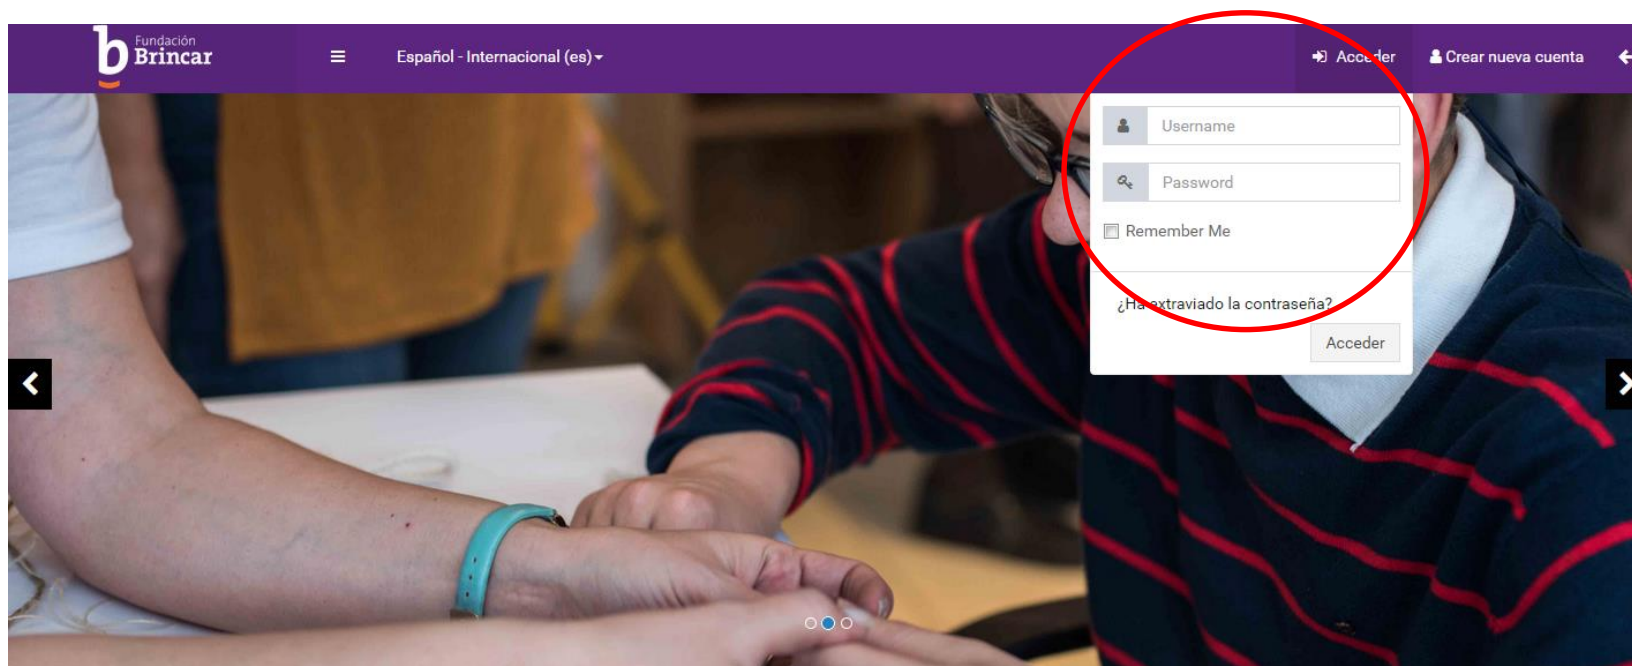 Fundación
Brincar
Español - Internacional (es)
Acceder
Crear nueva cuenta
Username
Password
Remember Me
¿Ha extraviado la contraseña?
Acceder